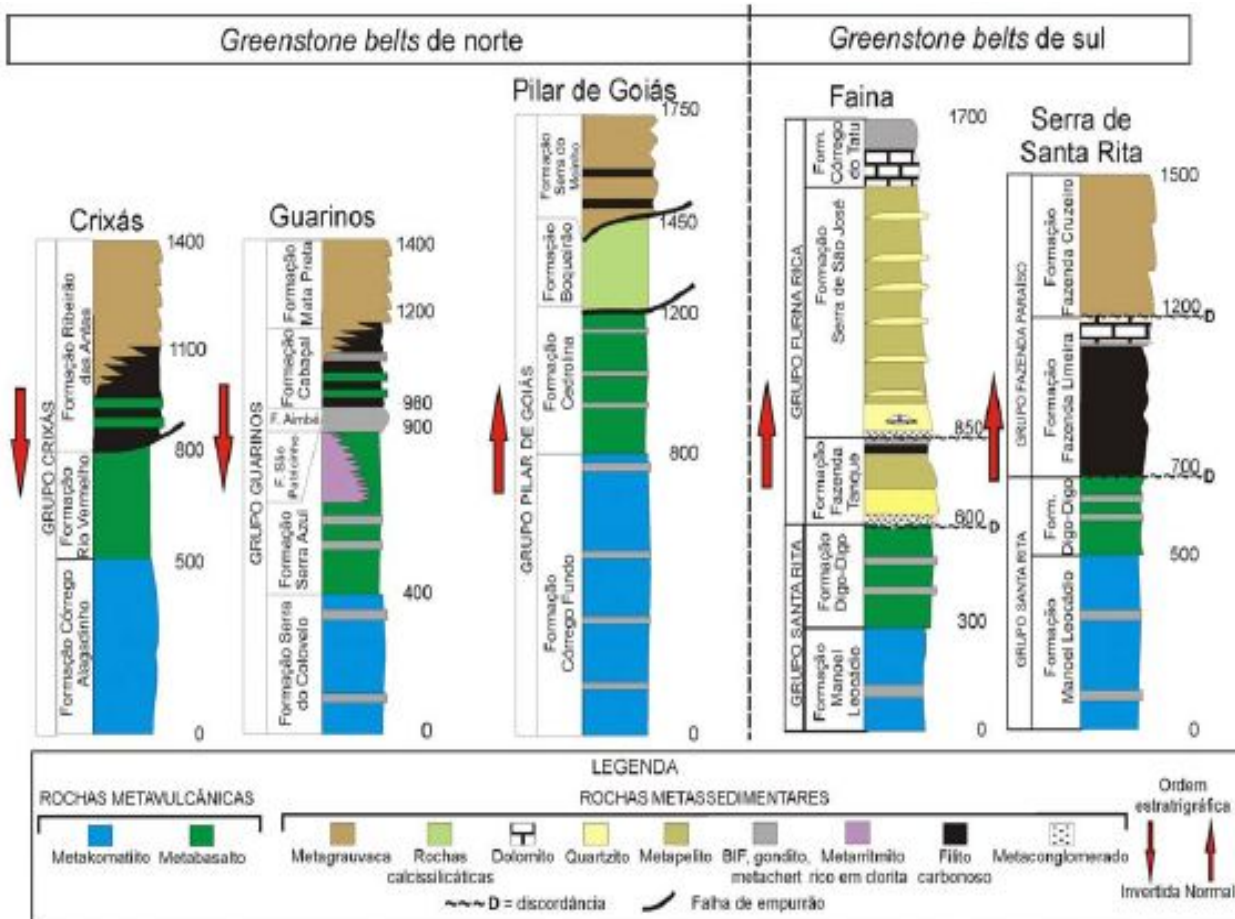 Greenstone belts de norte
Greenstone belts de sul
Crixás
GRUPO CRIXÁS
Formação Ribeirão
das Antas
Formação
Rio Vermelho
Formação Córrego
Alagadinho
1400
1100
800
500
0
Guarinos
GRUPO GUARINOS
Formação
Mata Preta
Formação
Cabaçal
F. Aimbé
F. São
Patricinho
Formação
Serra Azul
Formação Serra
do Cotovelo
1400
1200
980
900
400
0
Pilar de Goiás
GRUPO PILAR DE GOIÁS
Formação
Serra do
Moinho
Formação
Boqueirão
Formação
Cedrolina
Formação
Córrego Fundo
1750
1450
1200
800
0
Faina
GRUPO FURNA RICA
GRUPO SANTA RITA
Form.
Córrego
do Tatu
Formação
Serra de São José
Formação
Fazenda
Tanque
Formação
Digo-Digo
Formação
Manoel
Leocádio
1700
850
600
D
300
0
Serra de
Santa Rita
GRUPO FAZENDA PARAÍSO
GRUPO SANTA RITA
Formação
Fazenda Cruzeiro
Formação
Fazenda Limeira
Form.
Digo-Digo
Formação
Manoel Leocádio
1500
1200
D
700
D
500
0
LEGENDA
ROCHAS METAVULCÂNICAS
Metakomatiito
Metabasalto
ROCHAS METASSEDIMENTARES
Metagrauvaca
Rochas
calcissilicáticas
Dolomito
Quartzito
Metapelito
BIF, gondito,
metachert
Metarritmito
rico em clorita
Filito
carbonoso
Metaconglomerado
D = discordância
Falha de empurrão
Ordem
estratigráfica
Invertida
Normal